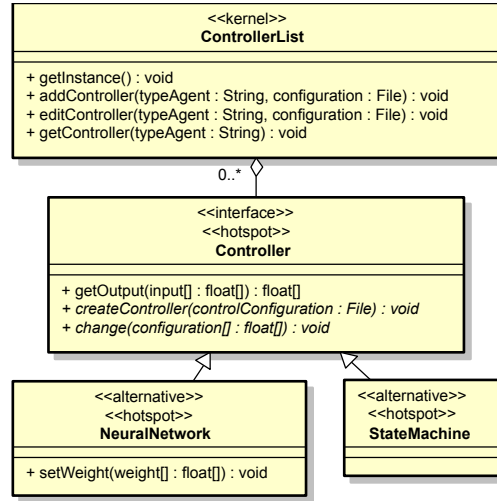 <<kernel>>
ControllerList
+ getInstance() : void
+ addController(typeAgent : String, configuration : File) : void
+ editController(typeAgent : String, configuration : File) : void
+ getController(typeAgent : String) : void
0..*
<<interface>>
<<hotspot>>
Controller
+ getOutput(input[] : float[]) : float[]
+ createController(controlConfiguration : File) : void
+ change(configuration[] : float[]) : void
<<alternative>>
<<hotspot>>
NeuralNetwork
+ setWeight(weight[] : float[]) : void
<<alternative>>
<<hotspot>>
StateMachine